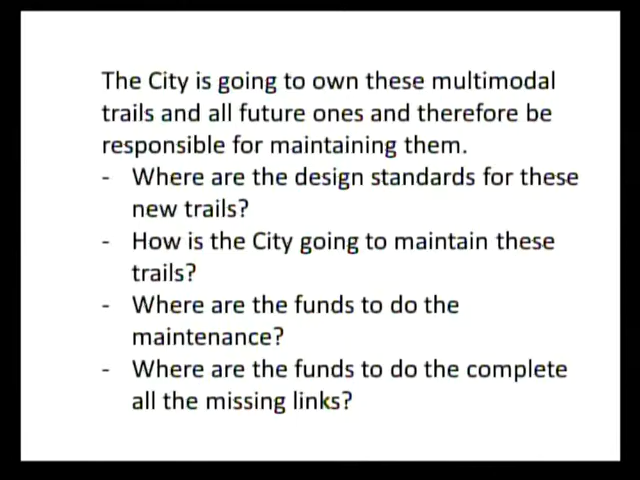 The City is going to own these multimodal
trails and all future ones and therefore be
responsible for maintaining them.
- Where are the design standards for these
new trails?
- How is the City going to maintain these
trails?
- Where are the funds to do the
maintenance?
- Where are the funds to do the complete
all the missing links?